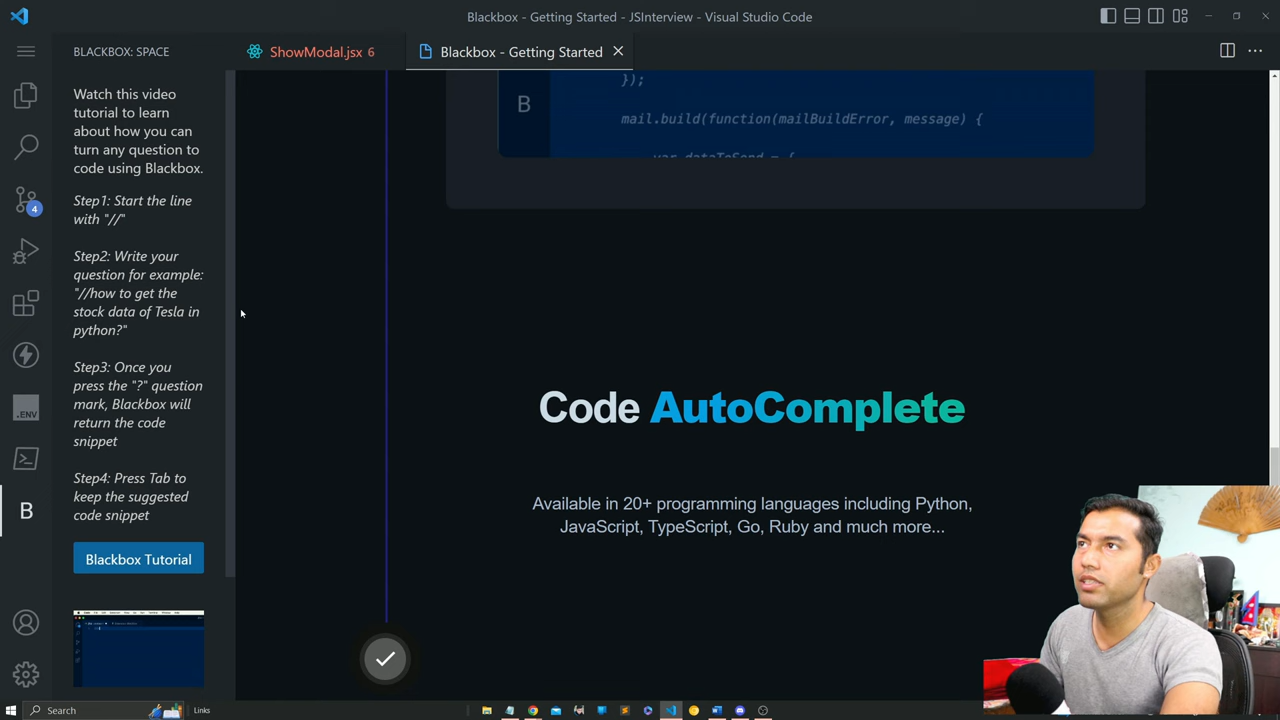 Blackbox - Getting Started - JSInterview - Visual Studio Code
BLACKBOX: SPACE
ShowModal.jsx 6
Blackbox - Getting Started
Watch this video
tutorial to learn
about how you can
turn any question to
code using Blackbox.
Step1: Start the line
with "//"
Step2: Write your
question for example:
"//how to get the
stock data of Tesla in
python?"
Step3: Once you
press the "?" question
mark, Blackbox will
return the code
snippet
Step4: Press Tab to
keep the suggested
code snippet
Blackbox Tutorial
4
.ENV
B
});
B
mail.build(function(mailBuildError, message) {
var dataToSend = {
Code AutoComplete
Available in 20+ programming languages including Python,
JavaScript, TypeScript, Go, Ruby and much more...
Search
Links